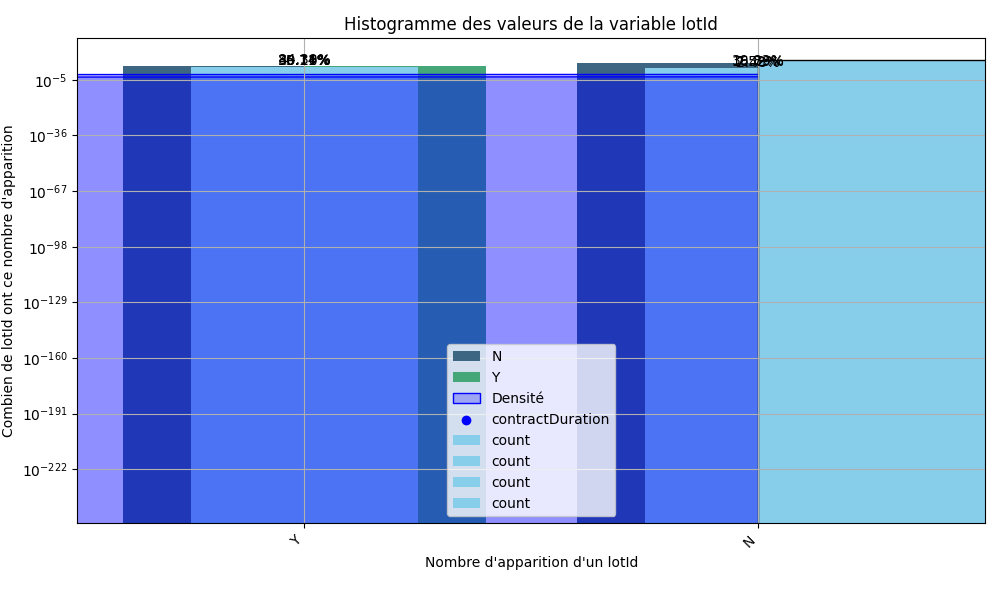 Histogramme des valeurs de la variable lotId
Combien de lotId ont ce nombre d'apparition
10⁻⁵
10⁻³⁶
10⁻⁶⁷
10⁻⁹⁸
10⁻¹²⁹
10⁻¹⁶⁰
10⁻¹⁹¹
10⁻²²²
N
Y
Densité
contractDuration
count
count
count
count
Y
N
Nombre d'apparition d'un lotId